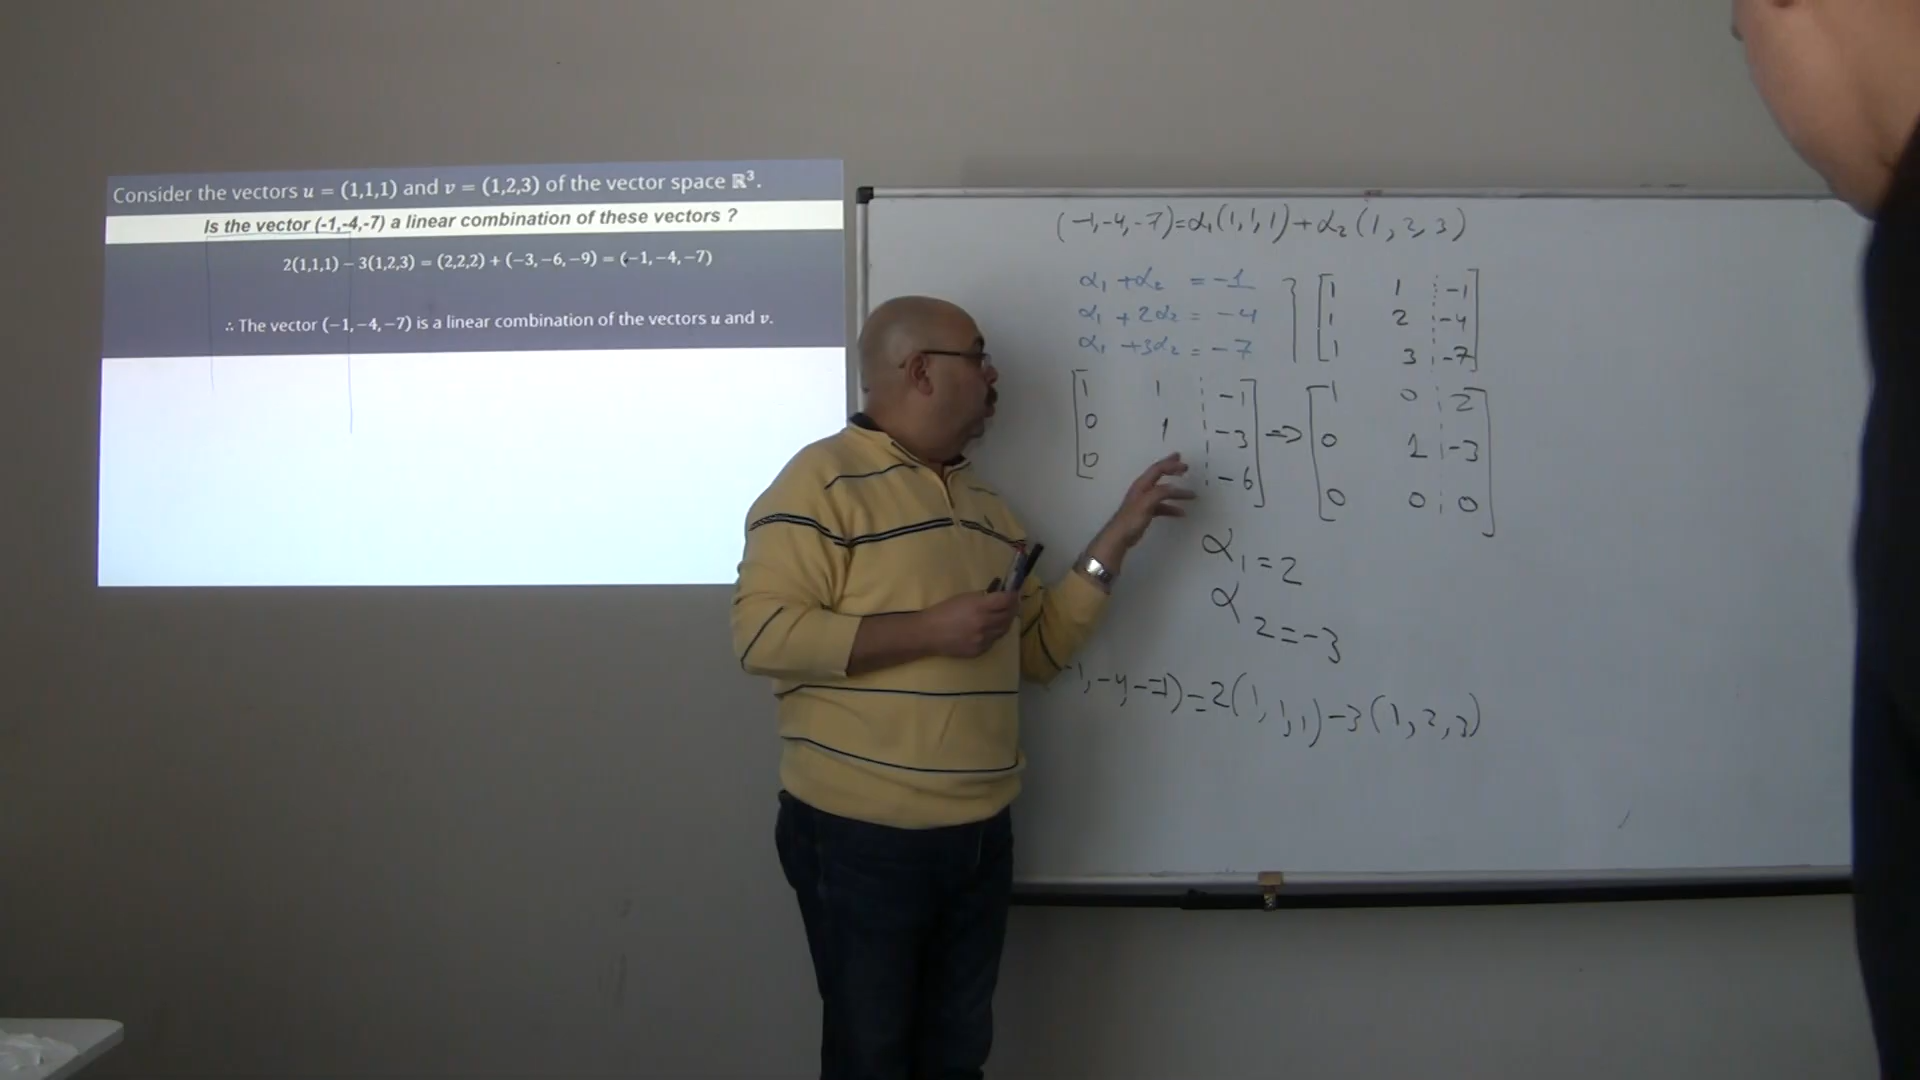 Consider the vectors u = (1,1,1) and v = (1,2,3) of the vector space ℝ³.
Is the vector (-1,-4,-7) a linear combination of these vectors ?
2(1,1,1) − 3(1,2,3) = (2,2,2) + (−3,−6,−9) = (−1,−4,−7)
∴ The vector (−1,−4,−7) is a linear combination of the vectors u and v.
(-1,-4,-7)=α₁(1,1,1)+α₂(1,2,3)
α₁ +α₂ = -1
α₁ +2α₂ = -4
α₁ +3α₂ = -7
1 1 -1
1 2 -4
1 3 -7
1 1 -1
0 1 -3
0 -6
⇒
1 0 2
0 1 -3
0 0 0
α₁ = 2
α₂ = -3
1,-4,-7)=2(1,1,1)-3(1,2,3)